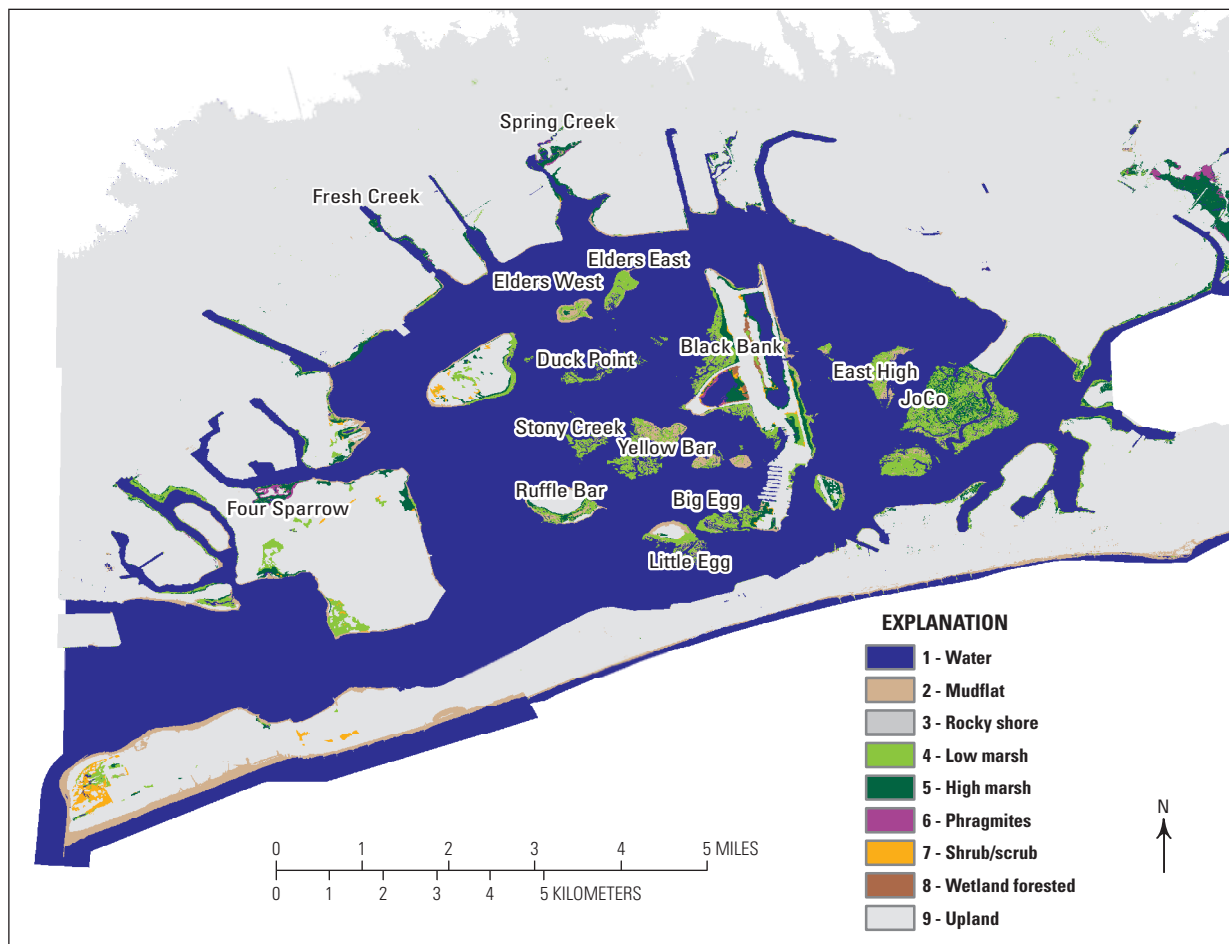 Spring Creek
Fresh Creek
Elders East
Elders West
Duck Point
Black Bank
East High
JoCo
Stony Creek
Yellow Bar
Ruffle Bar
Big Egg
Four Sparrow
Little Egg
EXPLANATION
1 - Water
2 - Mudflat
3 - Rocky shore
4 - Low marsh
5 - High marsh
6 - Phragmites
7 - Shrub/scrub
8 - Wetland forested
9 - Upland
N
0 1 2 3 4 5 MILES
0 1 2 3 4 5 KILOMETERS